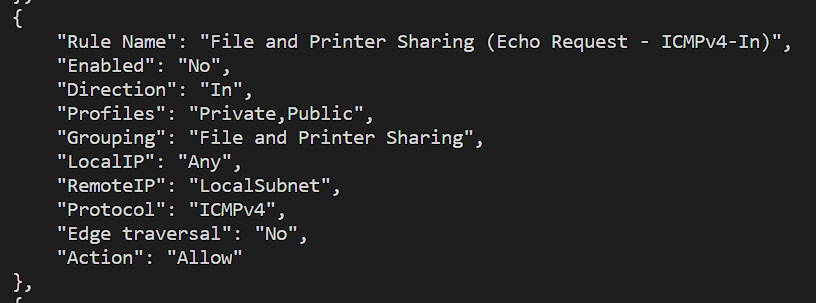 {
"Rule Name": "File and Printer Sharing (Echo Request - ICMPv4-In)",
"Enabled": "No",
"Direction": "In",
"Profiles": "Private,Public",
"Grouping": "File and Printer Sharing",
"LocalIP": "Any",
"RemoteIP": "LocalSubnet",
"Protocol": "ICMPv4",
"Edge traversal": "No",
"Action": "Allow"
},